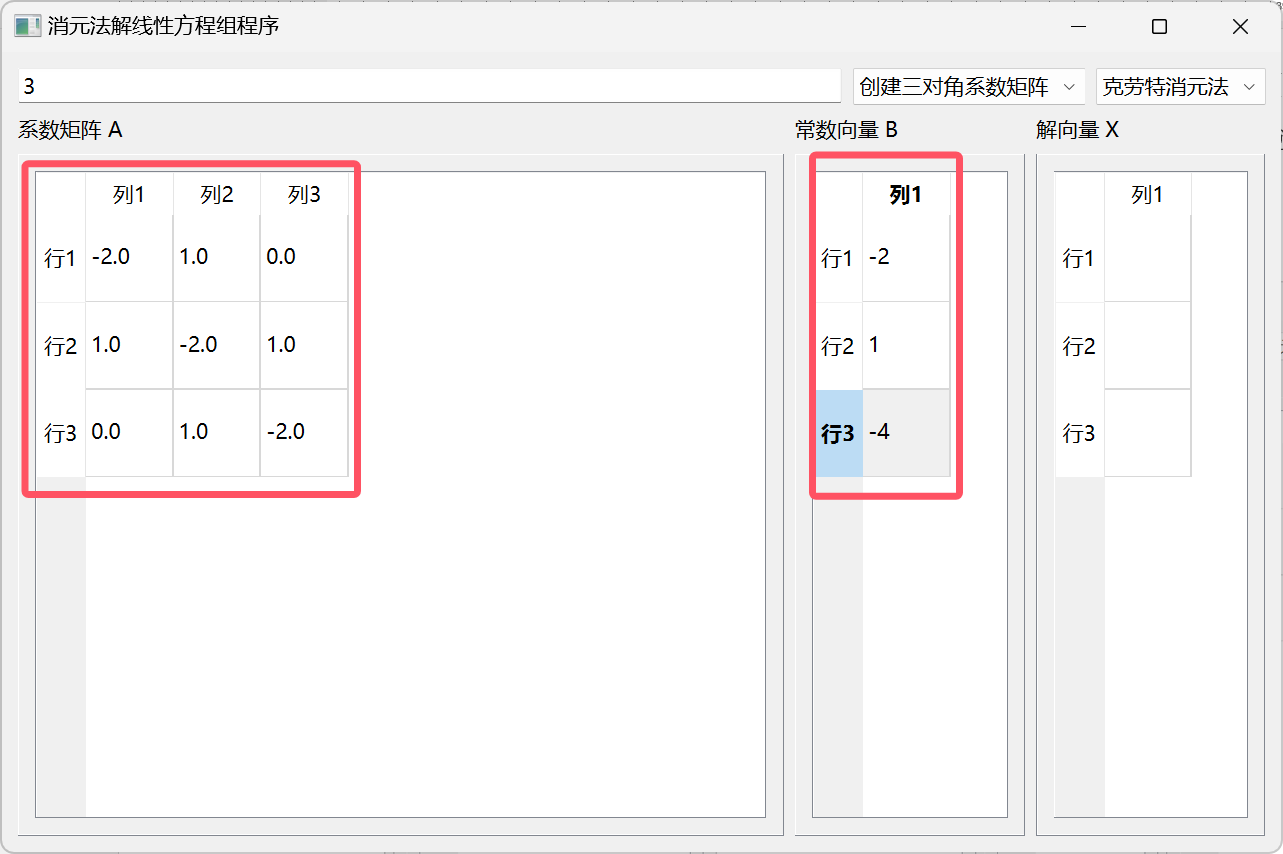 消元法解线性方程组程序
3 创建三对角系数矩阵 克劳特消元法
系数矩阵 A 常数向量 B 解向量 X
列1 列2 列3 列1 列1
行1 -2.0 1.0 0.0 行1 -2 行1
行2 1.0 -2.0 1.0 行2 1 行2
行3 0.0 1.0 -2.0 行3 -4 行3